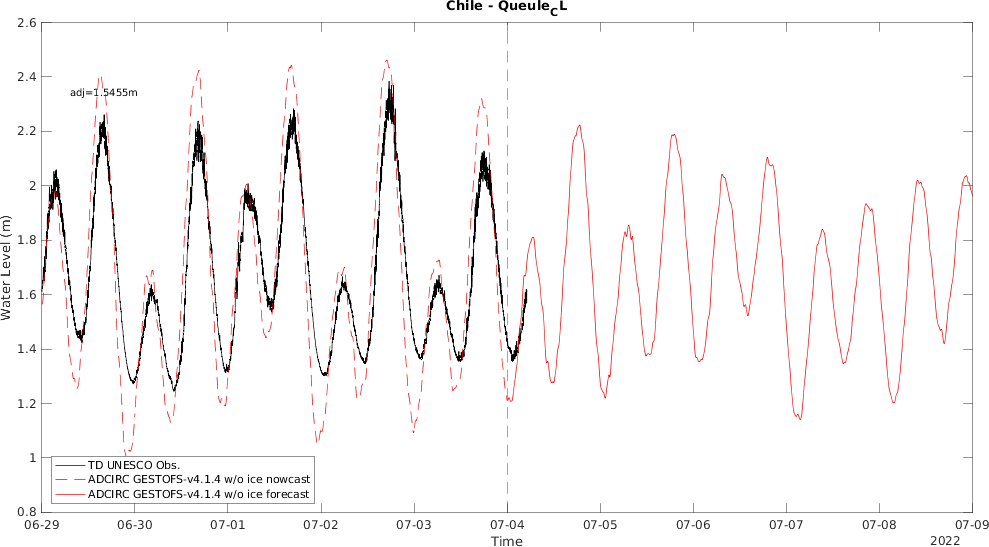 Chile - Queule_CL
2.6
2.4
adj=1.5455m
2.2
2
1.8
1.6
1.4
1.2
1
0.8
Water Level (m)
TD UNESCO Obs.
ADCIRC GESTOFS-v4.1.4 w/o ice nowcast
ADCIRC GESTOFS-v4.1.4 w/o ice forecast
06-29 06-30 07-01 07-02 07-03 07-04 07-05 07-06 07-07 07-08 07-09
Time
2022